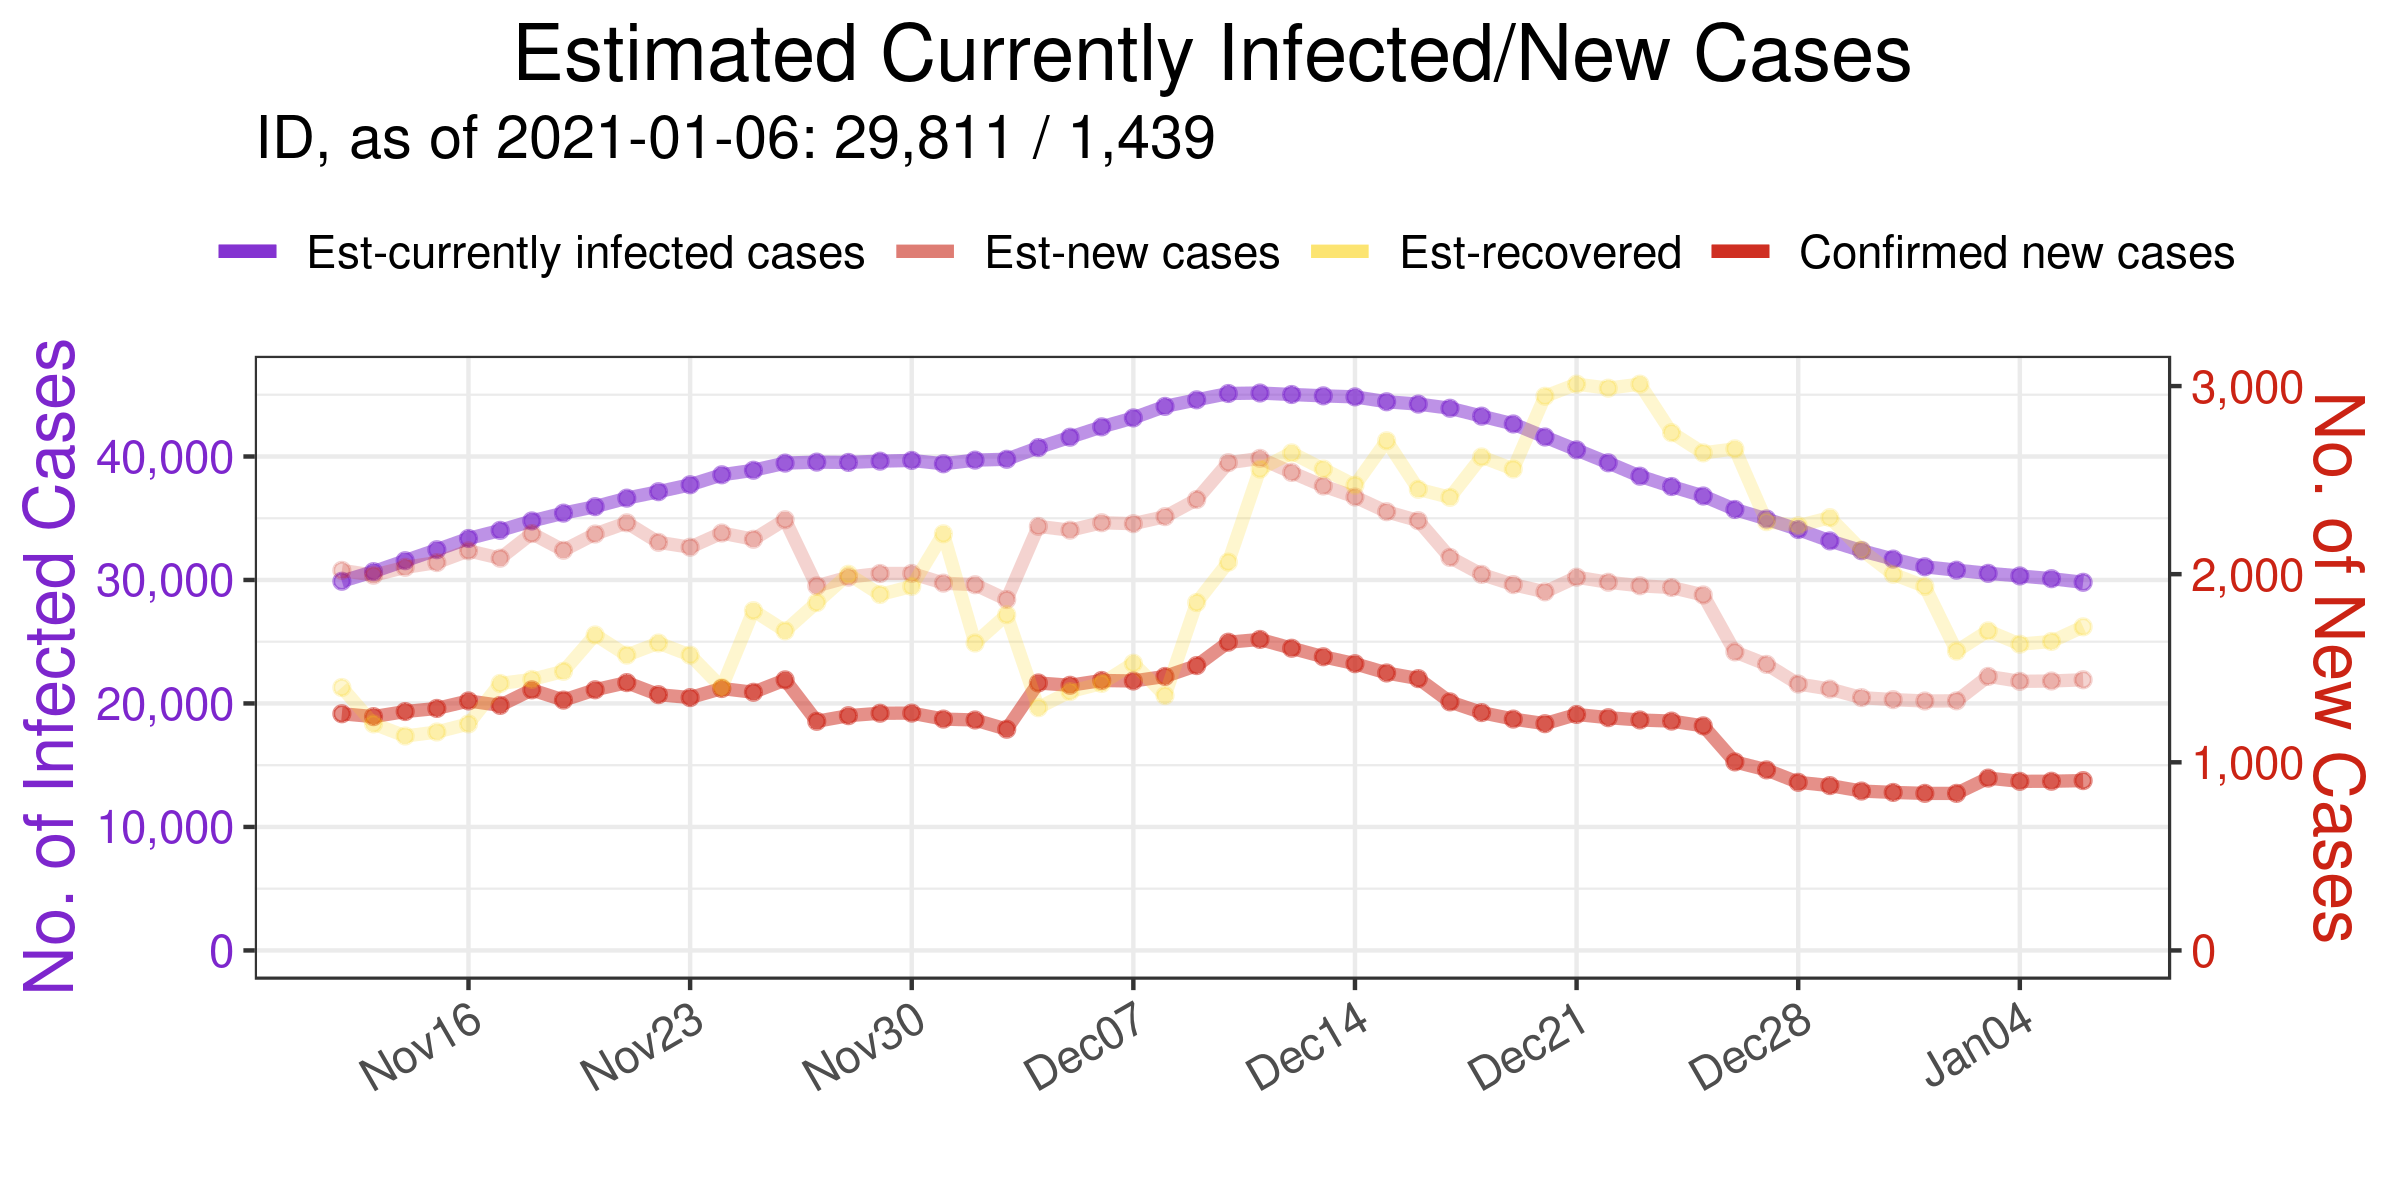 Estimated Currently Infected/New Cases
ID, as of 2021-01-06: 29,811 / 1,439
Est-currently infected cases Est-new cases Est-recovered Confirmed new cases
No. of Infected Cases
40,000
30,000
20,000
10,000
0
3,000
2,000
1,000
0
No. of New Cases
Nov16 Nov23 Nov30 Dec07 Dec14 Dec21 Dec28 Jan04